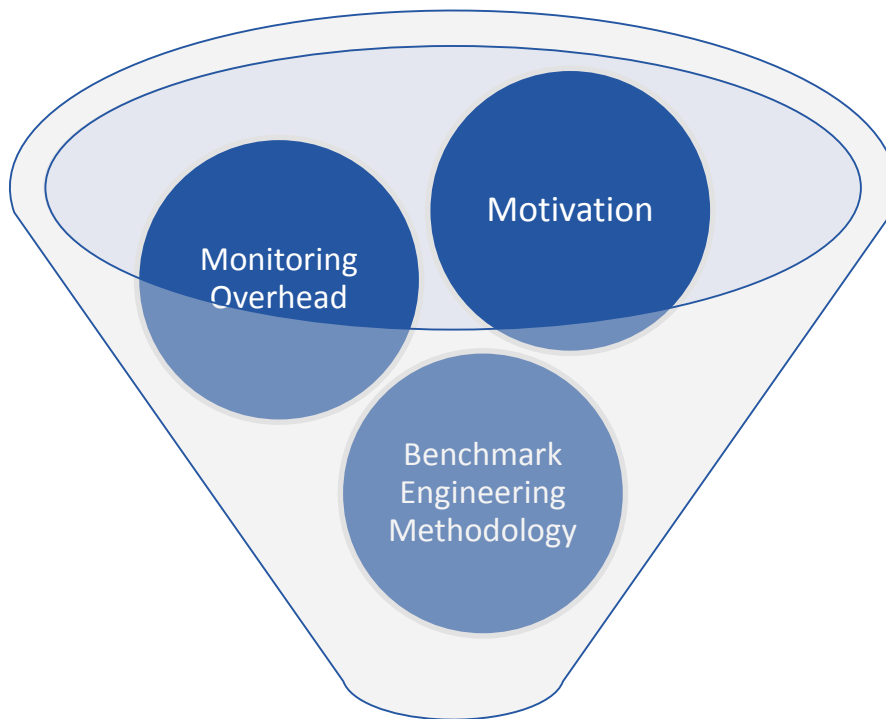 Motivation
Monitoring
Overhead
Benchmark
Engineering
Methodology